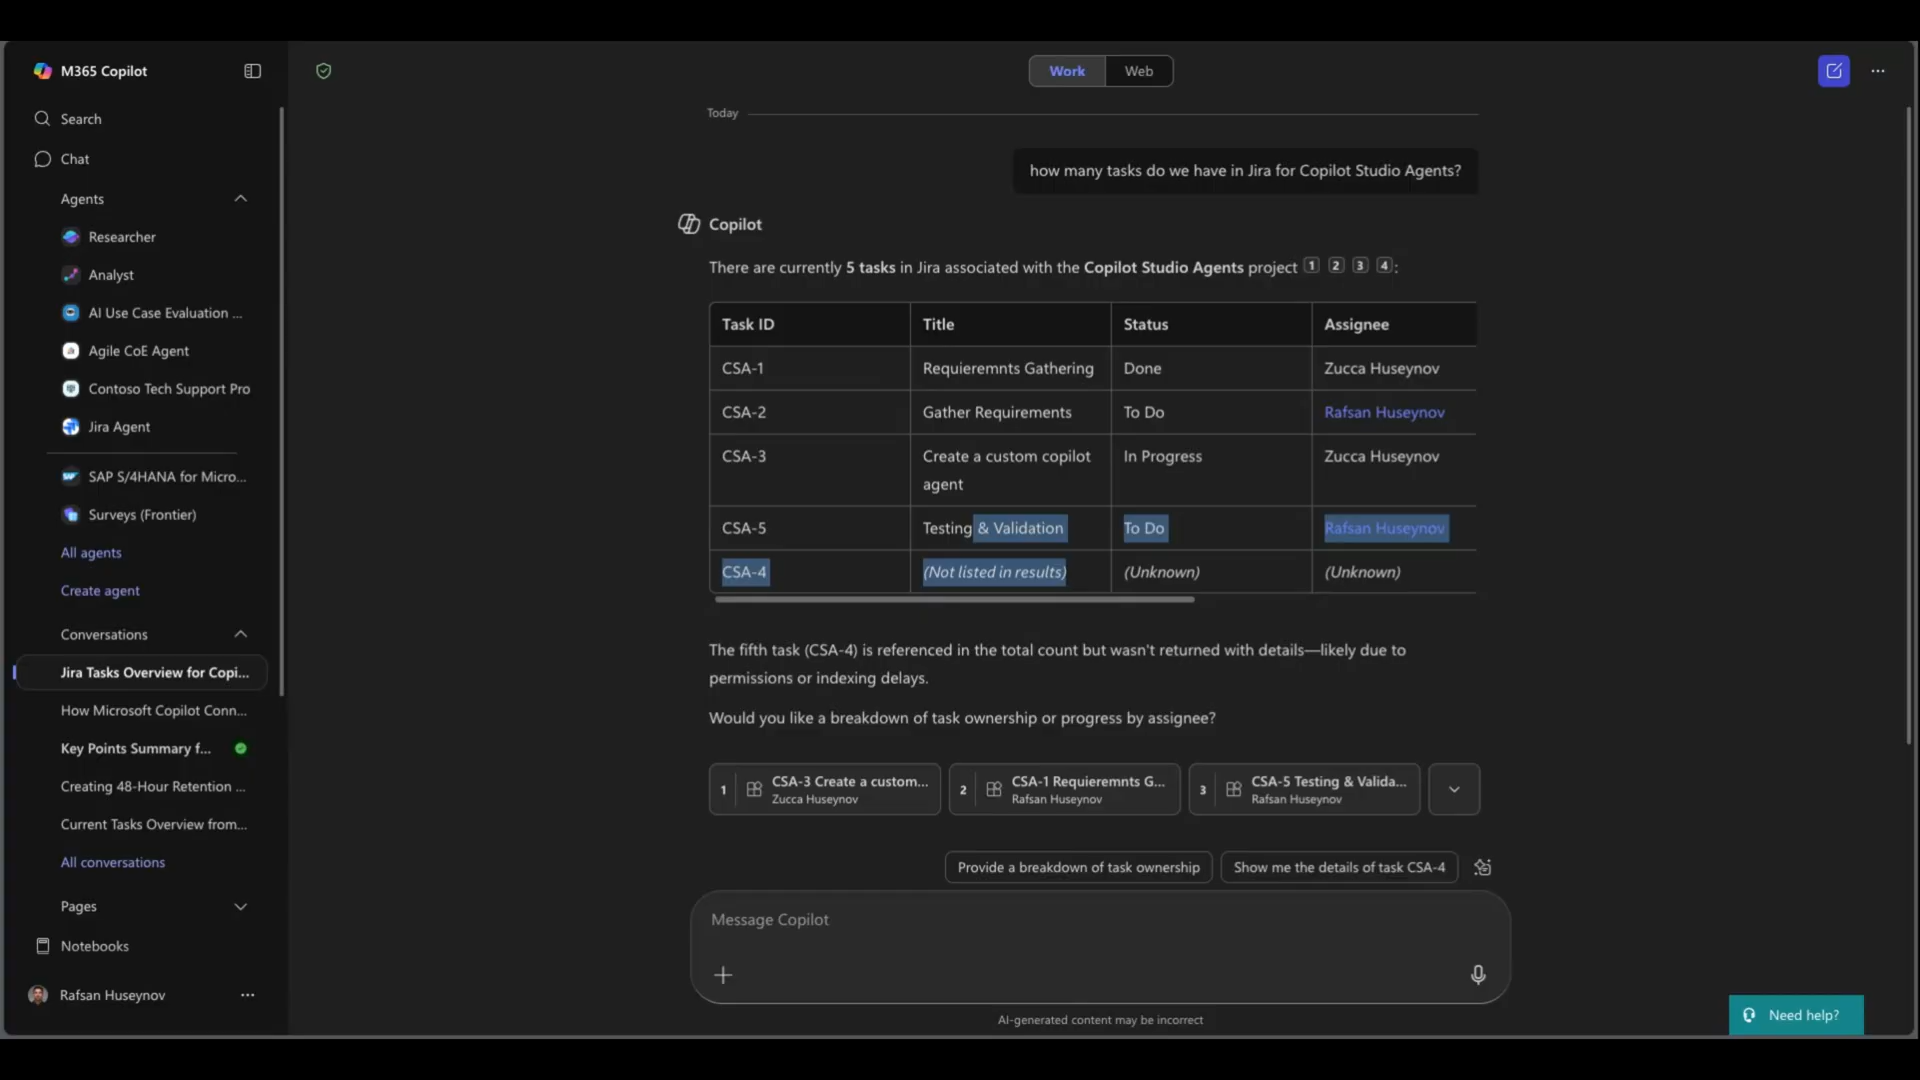 M365 Copilot
Search
Chat
Agents
Researcher
Analyst
AI Use Case Evaluation ...
Agile CoE Agent
Contoso Tech Support Pro
Jira Agent
SAP S/4HANA for Micro...
Surveys (Frontier)
All agents
Create agent
Conversations
Jira Tasks Overview for Copi...
How Microsoft Copilot Conn...
Key Points Summary f...
Creating 48-Hour Retention ...
Current Tasks Overview from...
All conversations
Pages
Notebooks
Rafsan Huseynov
Work Web
Today
how many tasks do we have in Jira for Copilot Studio Agents?
Copilot
There are currently 5 tasks in Jira associated with the Copilot Studio Agents project 1 2 3 4:
Task ID Title Status Assignee
CSA-1 Requieremnts Gathering Done Zucca Huseynov
CSA-2 Gather Requirements To Do Rafsan Huseynov
CSA-3 Create a custom copilot In Progress Zucca Huseynov
agent
CSA-5 Testing & Validation To Do Rafsan Huseynov
CSA-4 (Not listed in results) (Unknown) (Unknown)
The fifth task (CSA-4) is referenced in the total count but wasn't returned with details—likely due to
permissions or indexing delays.
Would you like a breakdown of task ownership or progress by assignee?
1 CSA-3 Create a custom...
Zucca Huseynov
2 CSA-1 Requieremnts G...
Rafsan Huseynov
3 CSA-5 Testing & Valida...
Rafsan Huseynov
Provide a breakdown of task ownership
Show me the details of task CSA-4
Message Copilot
AI-generated content may be incorrect
Need help?